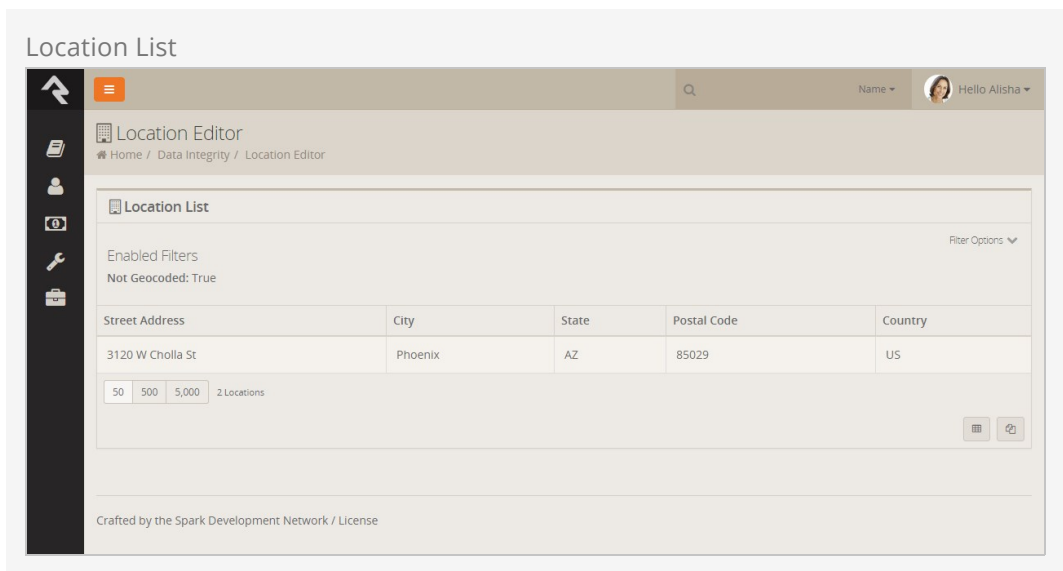 Location List
Name
Hello Alisha
Location Editor
Home / Data Integrity / Location Editor
Location List
Filter Options
Enabled Filters
Not Geocoded: True
Street Address City State Postal Code Country
3120 W Cholla St Phoenix AZ 85029 US
50 500 5,000 2 Locations
Crafted by the Spark Development Network / License